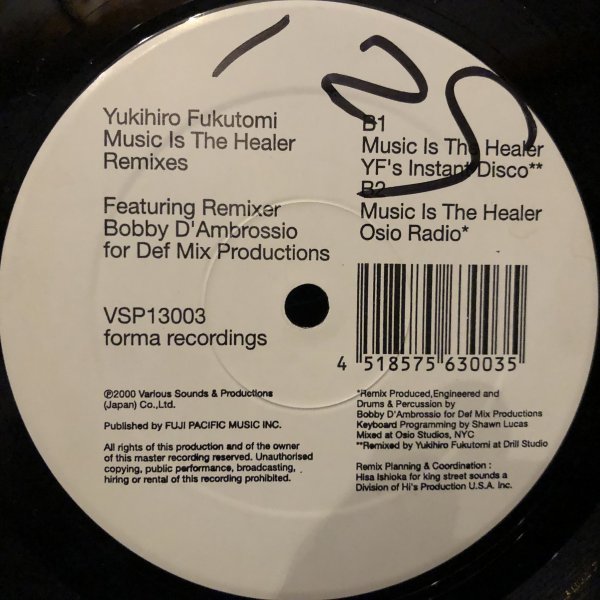 Yukihiro Fukutomi
Music Is The Healer
Remixes
Featuring Remixer
Bobby D'Ambrossio
for Def Mix Productions
VSP13003
forma recordings
℗2000 Various Sounds & Productions
(Japan) Co.,Ltd.
Published by FUJI PACIFIC MUSIC INC.
All rights of this production and of the owner
of this master recording reserved. Unauthorised
copying, public performance, broadcasting,
hiring or rental of this recording prohibited.
B1
Music Is The Healer
YF's Instant Disco**
B2
Music Is The Healer
Osio Radio*
4 518575 630035
*Remix Produced,Engineered and
Drums & Percussion by
Bobby D'Ambrossio for Def Mix Productions
Keyboard Programming by Shawn Lucas
Mixed at Osio Studios, NYC
**Remixed by Yukihiro Fukutomi at Drill Studio
Remix Planning & Coordination :
Hisa Ishioka for king street sounds a
Division of Hi's Production U.S.A. Inc.